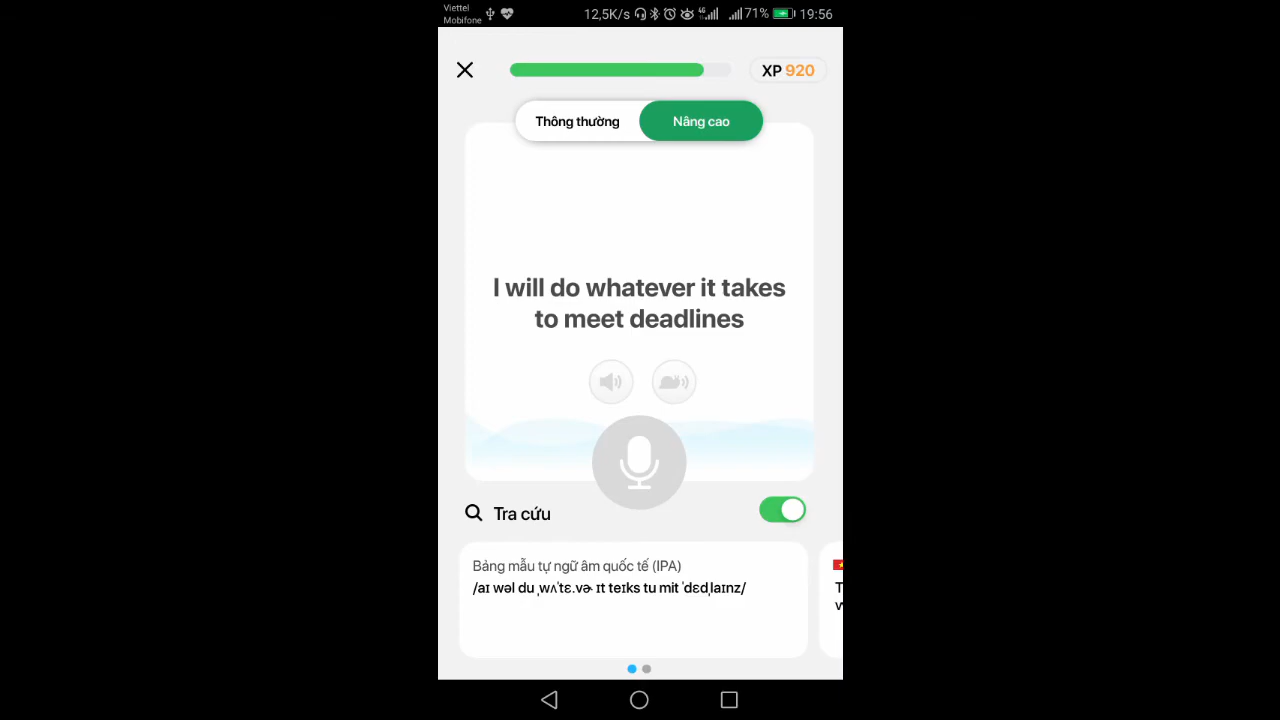 Viettel
Mobifone
12,5K/s 4G 71% 19:56
XP 920
Thông thường Nâng cao
I will do whatever it takes
to meet deadlines
Tra cứu
Bảng mẫu tự ngữ âm quốc tế (IPA)
/aɪ wəl du ˌwʌˈtɛ.vɚ ɪt teɪks tu mit ˈdɛdˌlaɪnz/